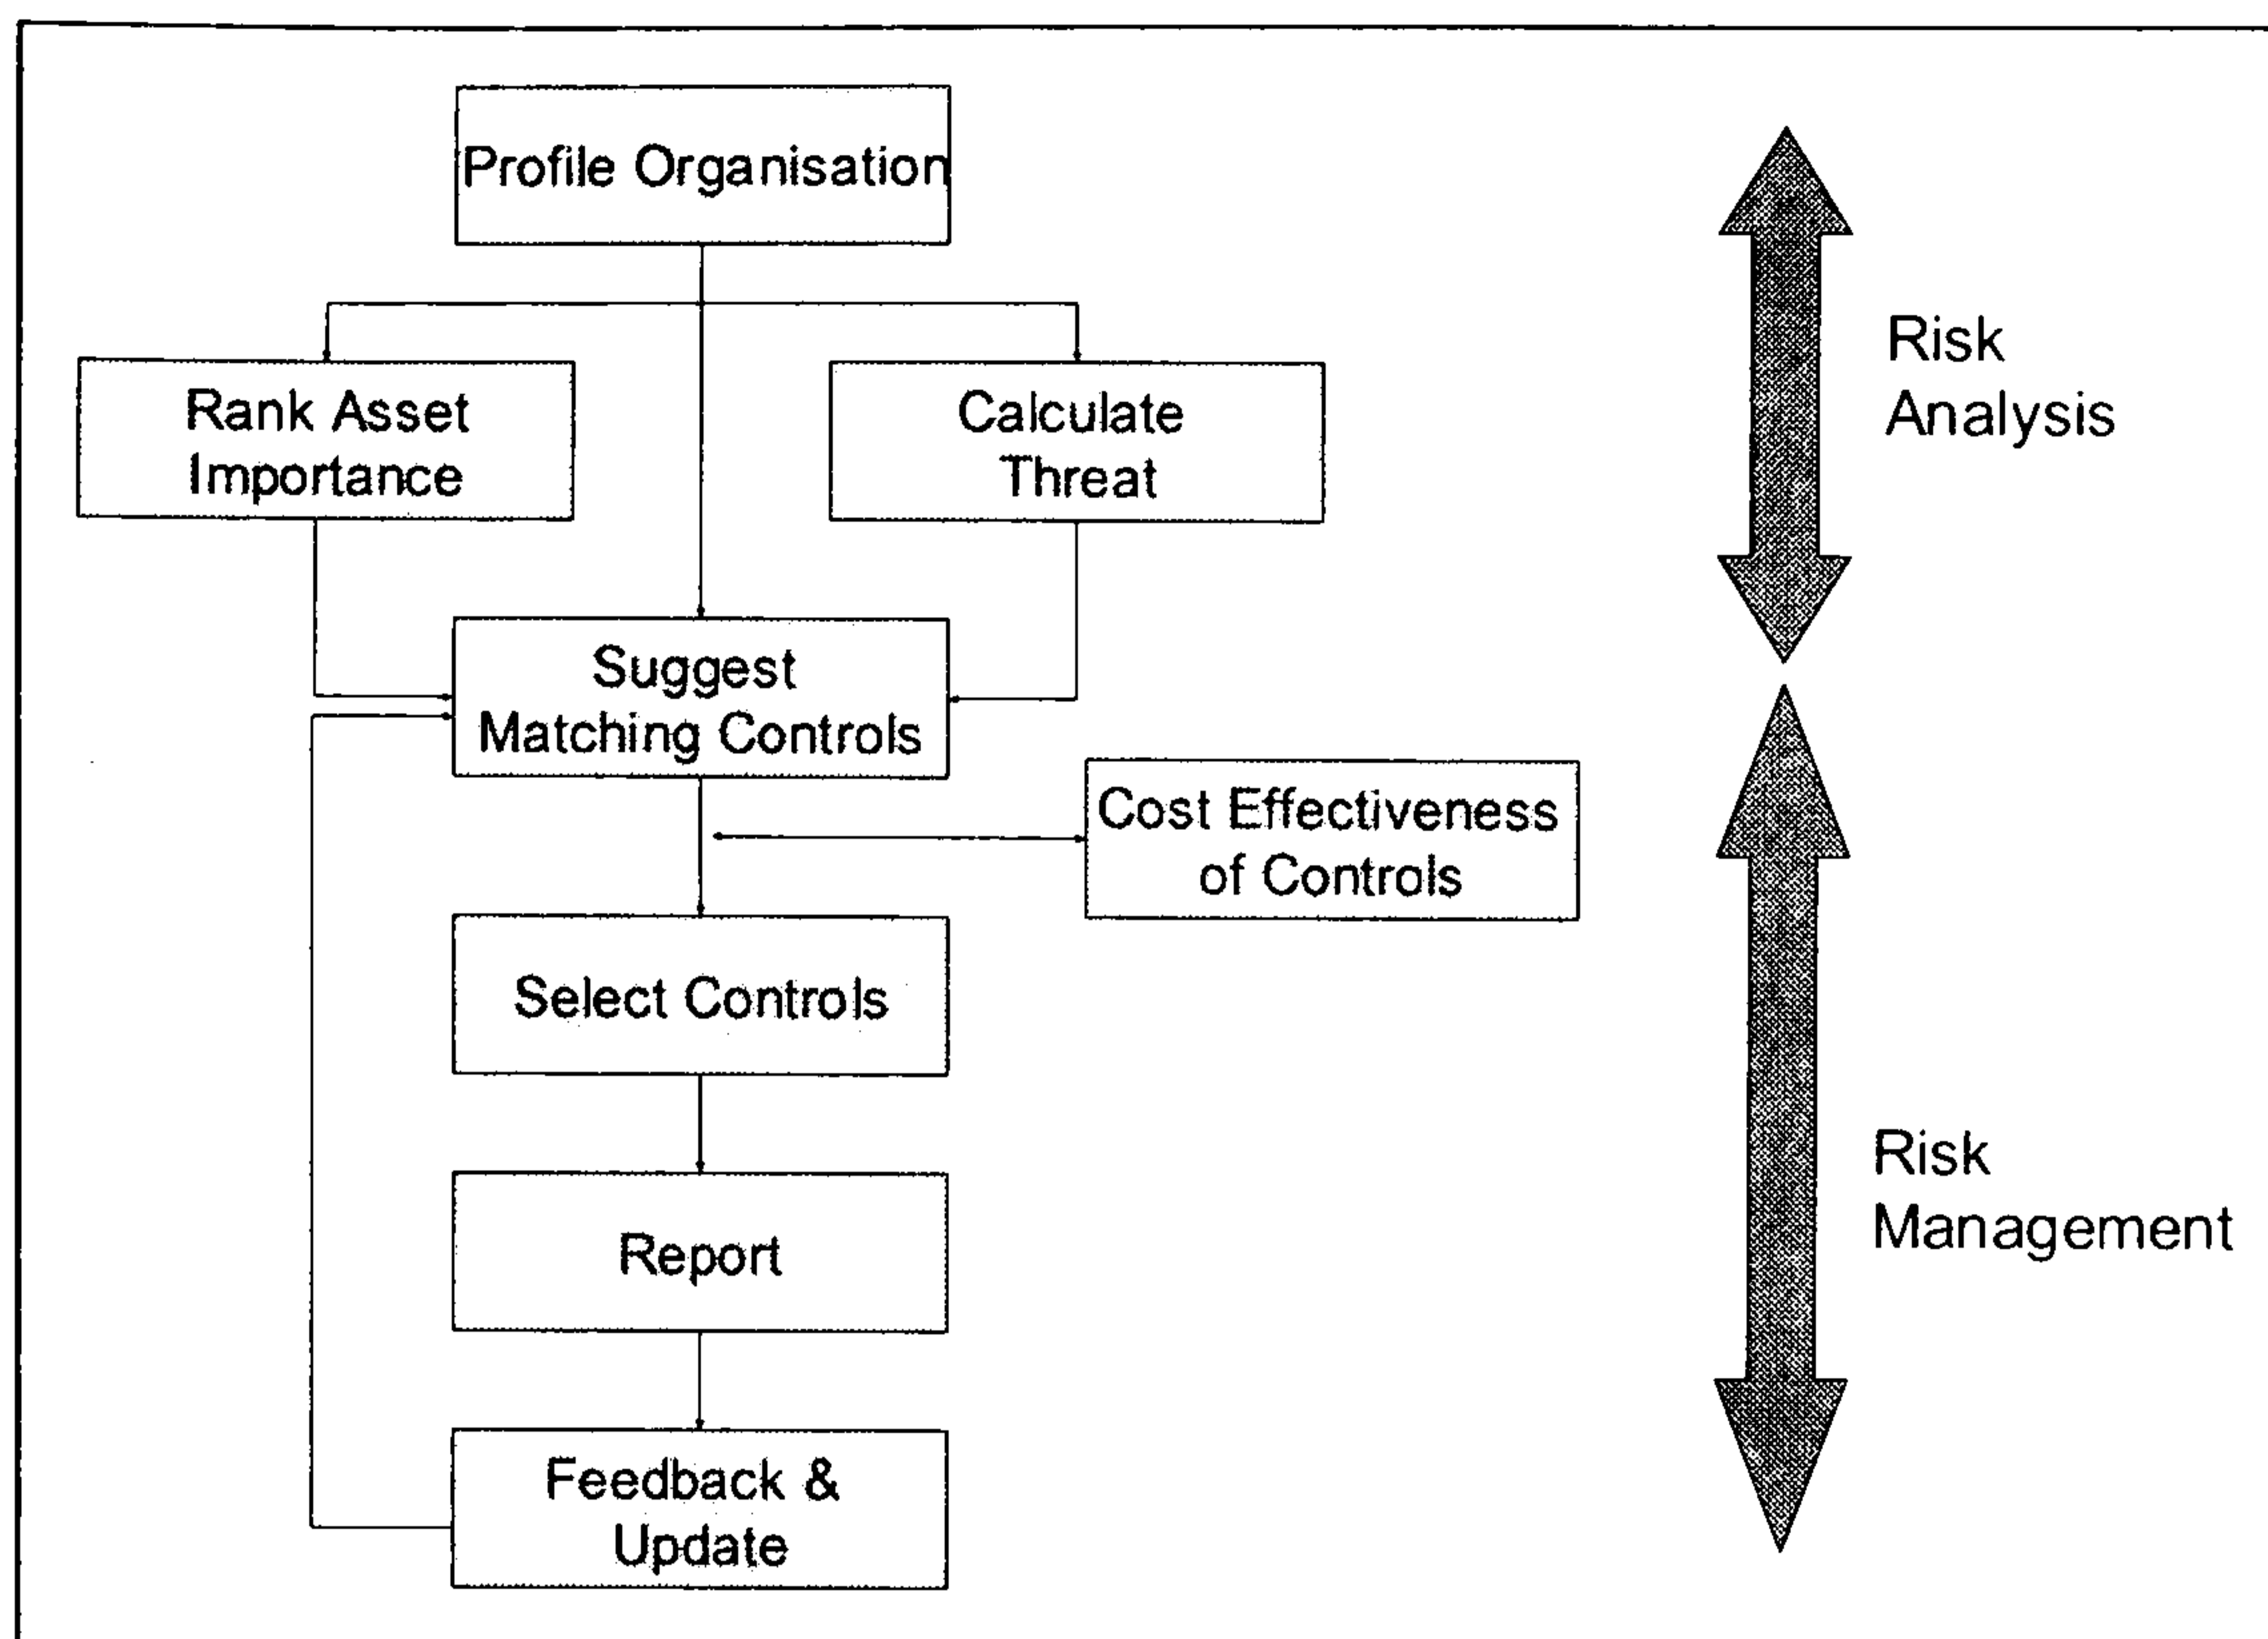 Profile Organisation
Rank Asset
Importance
Calculate
Threat
Risk
Analysis
Suggest
Matching Controls
Cost Effectiveness
of Controls
Select Controls
Risk
Management
Report
Feedback &
Update